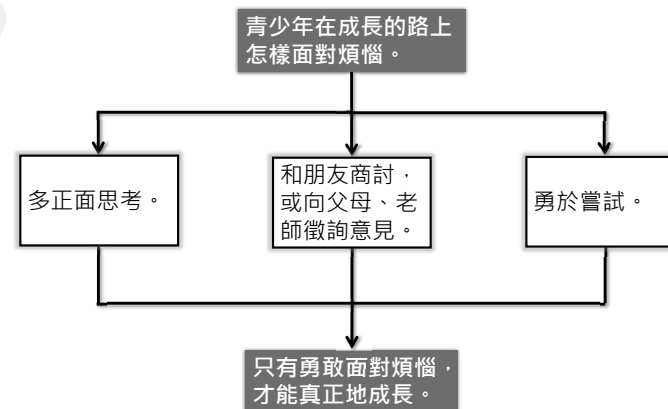 青少年在成長的路上
怎樣面對煩惱。
多正面思考。
和朋友商討，
或向父母、老
師徵詢意見。
勇於嘗試。
只有勇敢面對煩惱，
才能真正地成長。